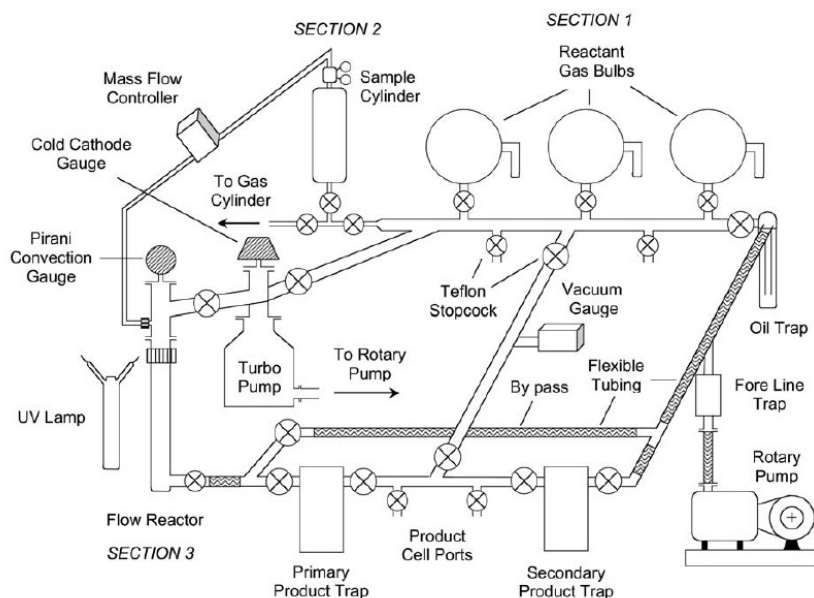 SECTION 2
SECTION 1
Reactant
Gas Bulbs
Mass Flow
Controller
Sample
Cylinder
Cold Cathode
Gauge
To Gas
Cylinder
Pirani
Convection
Gauge
Teflon
Stopcock
Vacuum
Gauge
Oil Trap
Turbo
Pump
To Rotary
Pump
Flexible
Tubing
By pass
Fore Line
Trap
UV Lamp
Rotary
Pump
Flow Reactor
SECTION 3
Product
Cell Ports
Primary
Product Trap
Secondary
Product Trap